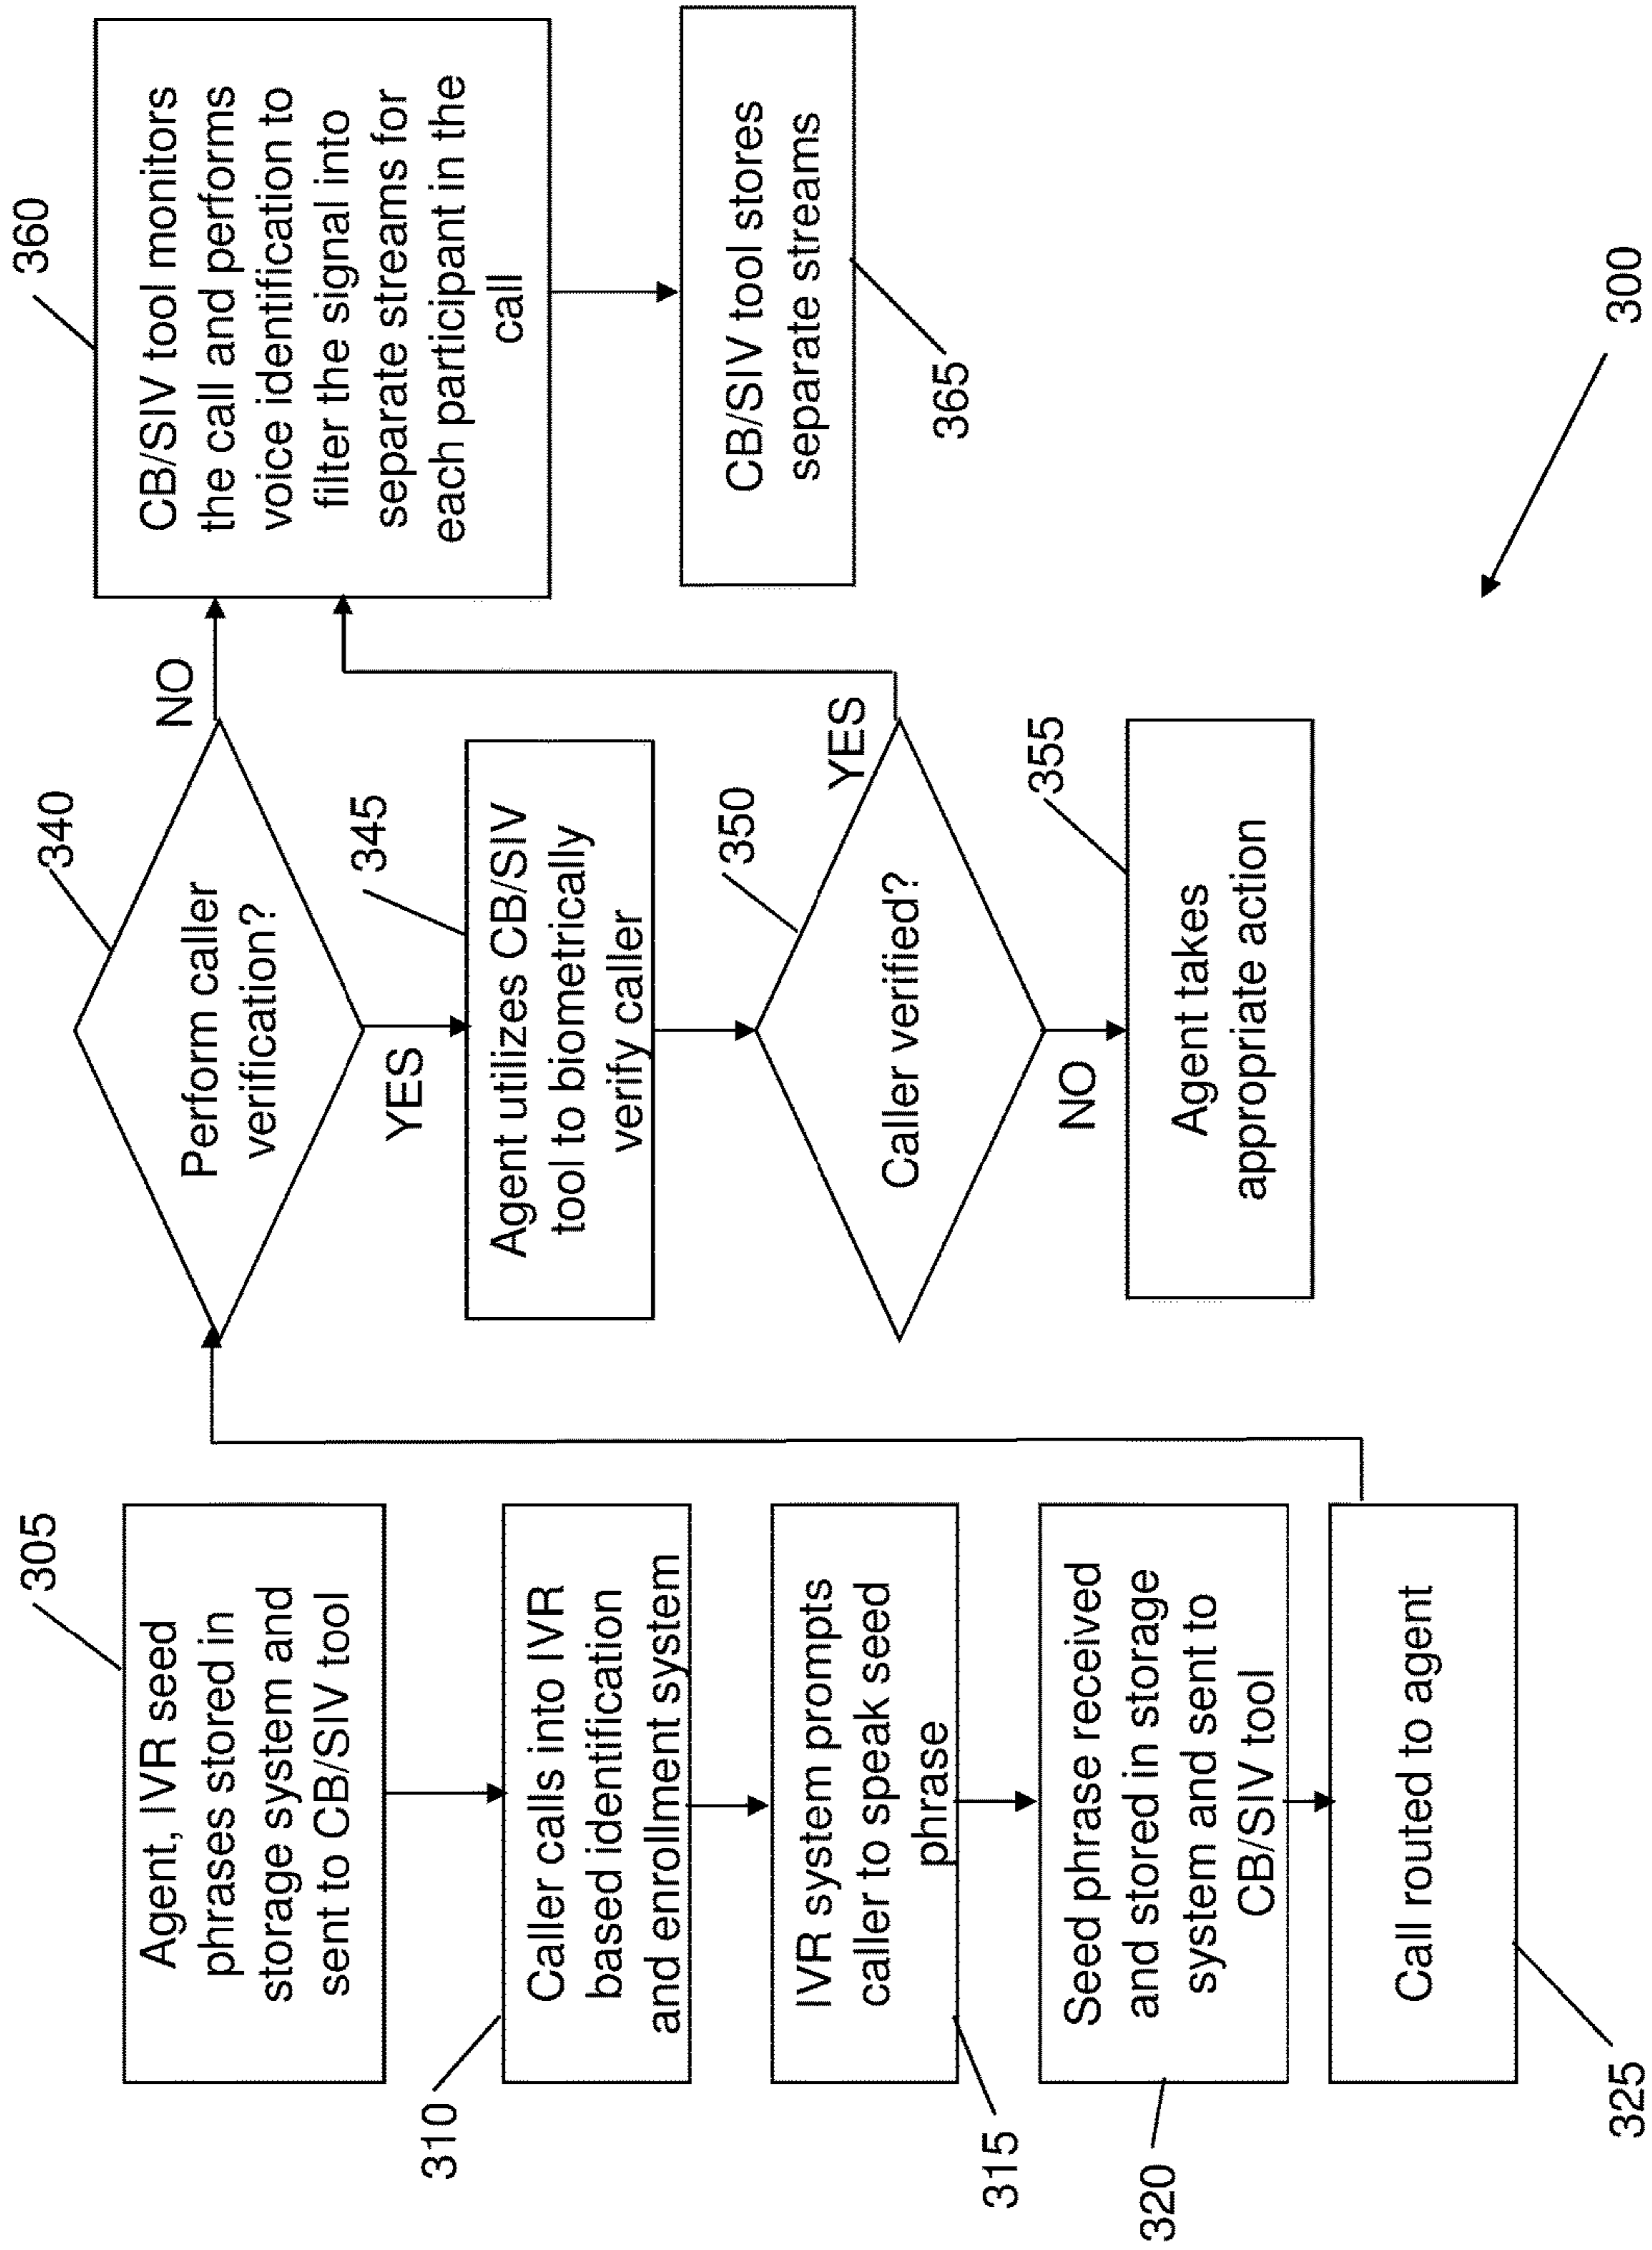 305
Agent, IVR seed
phrases stored in
storage system and
sent to CB/SIV tool
310
Caller calls into IVR
based identification
and enrollment system
IVR system prompts
caller to speak seed
phrase
315
Seed phrase received
and stored in storage
system and sent to
CB/SIV tool
320
Call routed to agent
325
340
Perform caller
verification?
NO
YES
345
Agent utilizes CB/SIV
tool to biometrically
verify caller
350
Caller verified?
YES
NO
355
Agent takes
appropriate action
360
CB/SIV tool monitors
the call and performs
voice identification to
filter the signal into
separate streams for
each participant in the
call
CB/SIV tool stores
separate streams
365
300